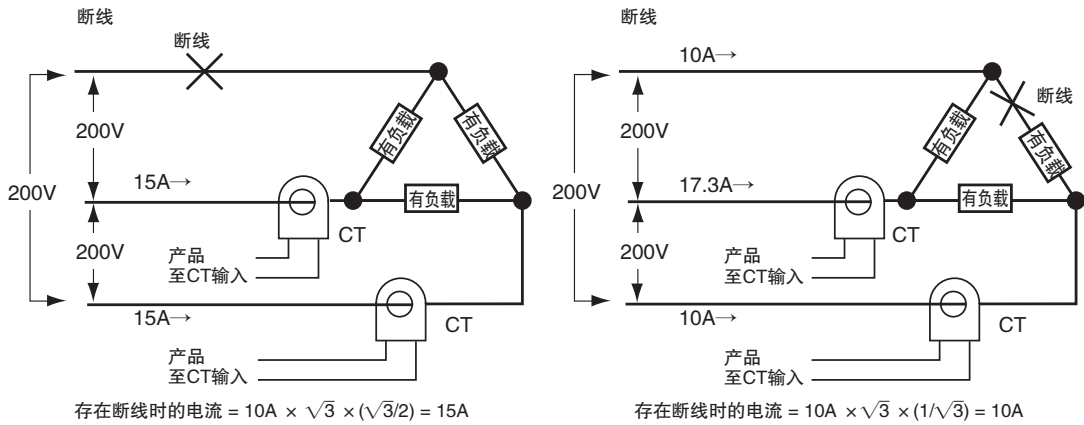 断线
断线
200V
200V
15A→
200V
有负载
有负载
有负载
CT
产品
至CT输入
15A→
CT
产品
至CT输入
存在断线时的电流 = 10A × √3 × (√3/2) = 15A
断线
10A→
断线
200V
200V
17.3A→
200V
有负载
有负载
有负载
CT
产品
至CT输入
10A→
CT
产品
至CT输入
存在断线时的电流 = 10A × √3 × (1/√3) = 10A